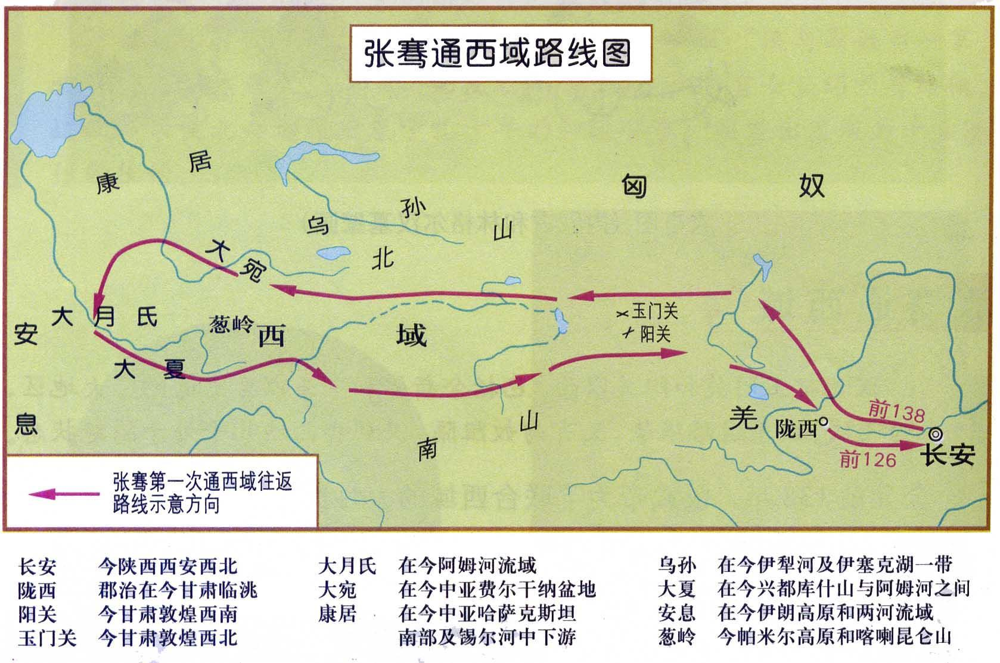 张骞通西域路线图
康居
乌孙
匈奴
北山
大宛
玉门关
阳关
大月氏
葱岭
西域
安息
大夏
南山
羌
陇西
前138
前126
长安
张骞第一次通西域往返
路线示意方向
长安 今陕西西安西北
陇西 郡治在今甘肃临洮
阳关 今甘肃敦煌西南
玉门关 今甘肃敦煌西北
大月氏 在今阿姆河流域
大宛 在今中亚费尔干纳盆地
康居 在今中亚哈萨克斯坦
南部及锡尔河中下游
乌孙 在今伊犁河及伊塞克湖一带
大夏 在今兴都库什山与阿姆河之间
安息 在今伊朗高原和两河流域
葱岭 今帕米尔高原和喀喇昆仑山